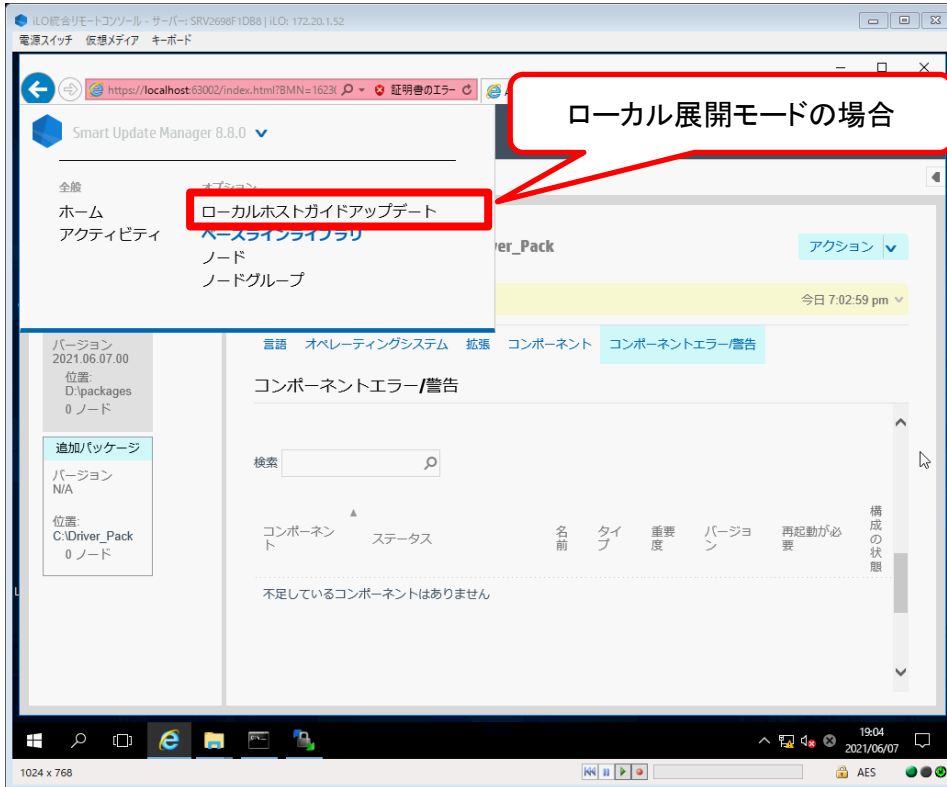 iLO統合リモートコンソール - サーバー: SRV2698F1DB8 | iLO: 172.20.1.52
電源スイッチ 仮想メディア キーボード
https://localhost:63002/index.html?BMN=1623( 証明書のエラー
ローカル展開モードの場合
Smart Update Manager 8.8.0
全般 オプション
ホーム ローカルホストガイドアップデート
アクティビティ ベースラインライブラリ
ノード
ノードグループ
er_Pack
アクション
今日 7:02:59 pm
バージョン
2021.06.07.00
位置:
D:\packages
0 ノード
言語 オペレーティングシステム 拡張 コンポーネント コンポーネントエラー/警告
コンポーネントエラー/警告
追加パッケージ
バージョン
N/A
位置:
C:\Driver_Pack
0 ノード
検索
コンポーネン
ト
ステータス
名
前
タイ
プ
重要
度
バージョ
ン
再起動が必
要
構
成
の
状
態
不足しているコンポーネントはありません
19:04
2021/06/07
1024 x 768
AES